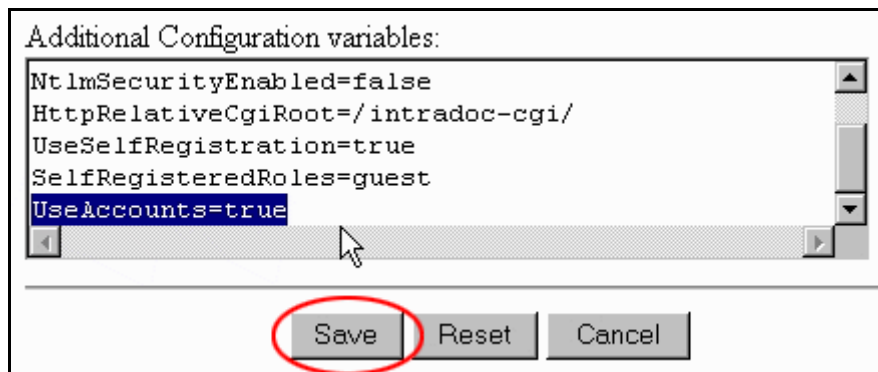 Additional Configuration variables:
NtlmSecurityEnabled=false
HttpRelativeCgiRoot=/intradoc-cgi/
UseSelfRegistration=true
SelfRegisteredRoles=guest
UseAccounts=true
Save Reset Cancel